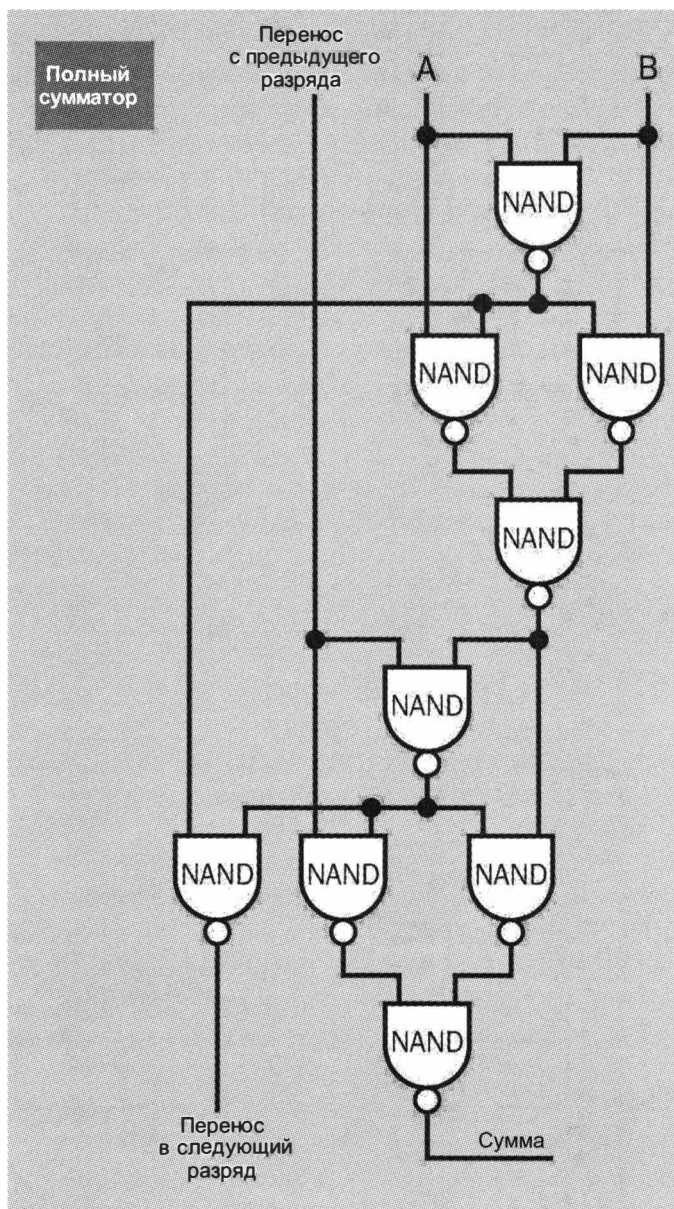 Полный
сумматор
Перенос
с предыдущего
разряда
A
B
NAND
NAND
NAND
NAND
NAND
NAND
NAND
NAND
NAND
Перенос
в следующий
разряд
Сумма